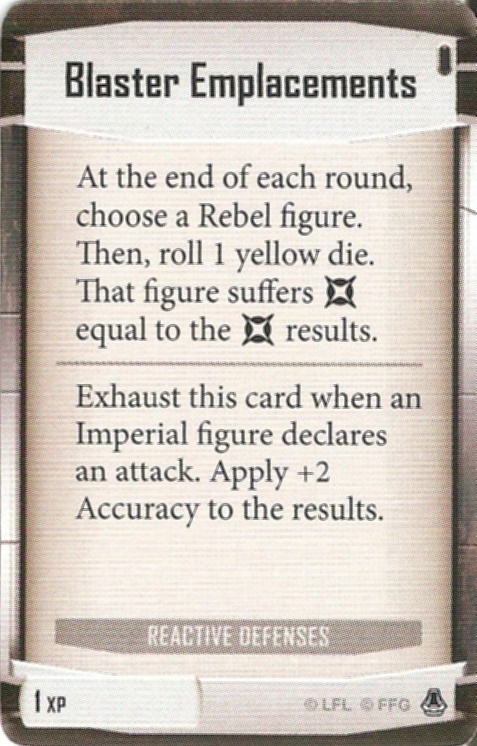 Blaster Emplacements
At the end of each round,
choose a Rebel figure.
Then, roll 1 yellow die.
That figure suffers
equal to the results.
Exhaust this card when an
Imperial figure declares
an attack. Apply +2
Accuracy to the results.
REACTIVE DEFENSES
1 XP
© LFL © FFG